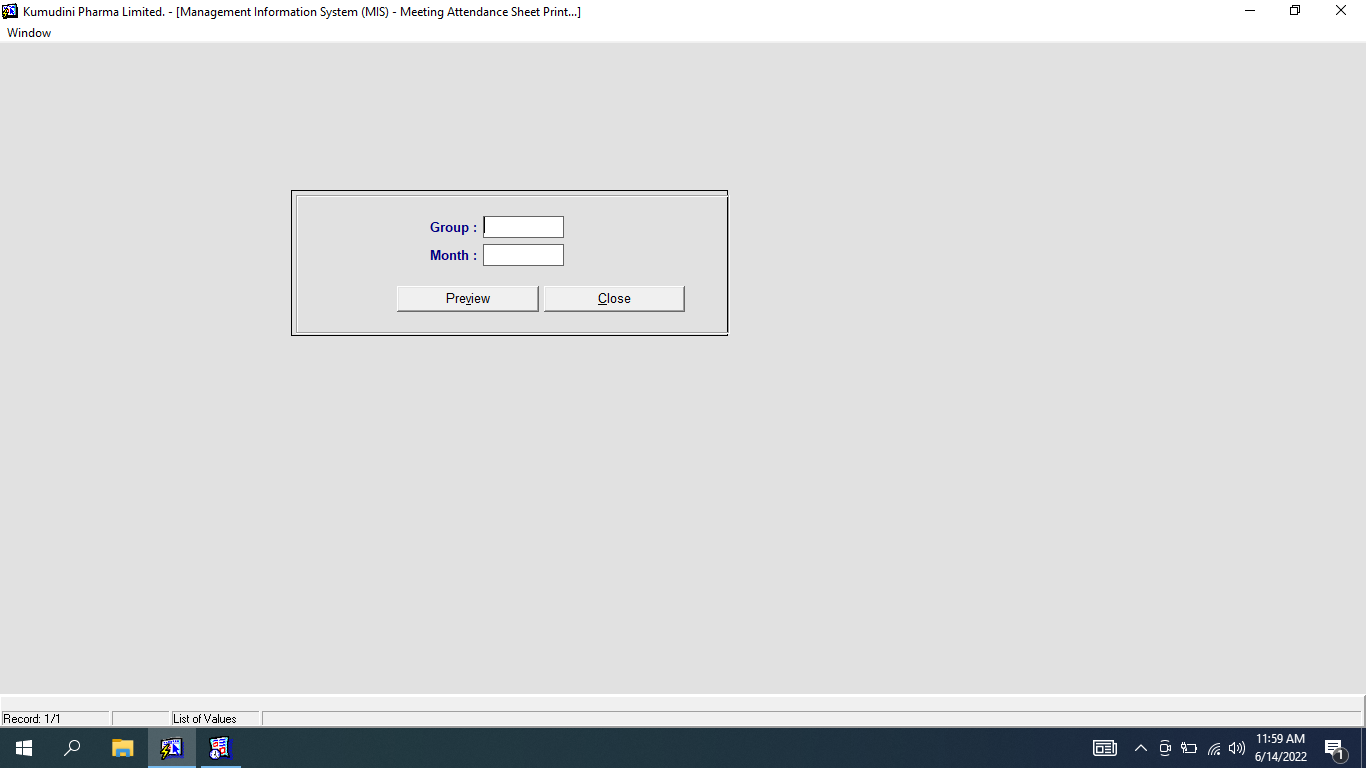 Kumudini Pharma Limited. - [Management Information System (MIS) - Meeting Attendance Sheet Print...]
Window
Group :
Month :
Preview Close
Record: 1/1 List of Values
11:59 AM
6/14/2022
1